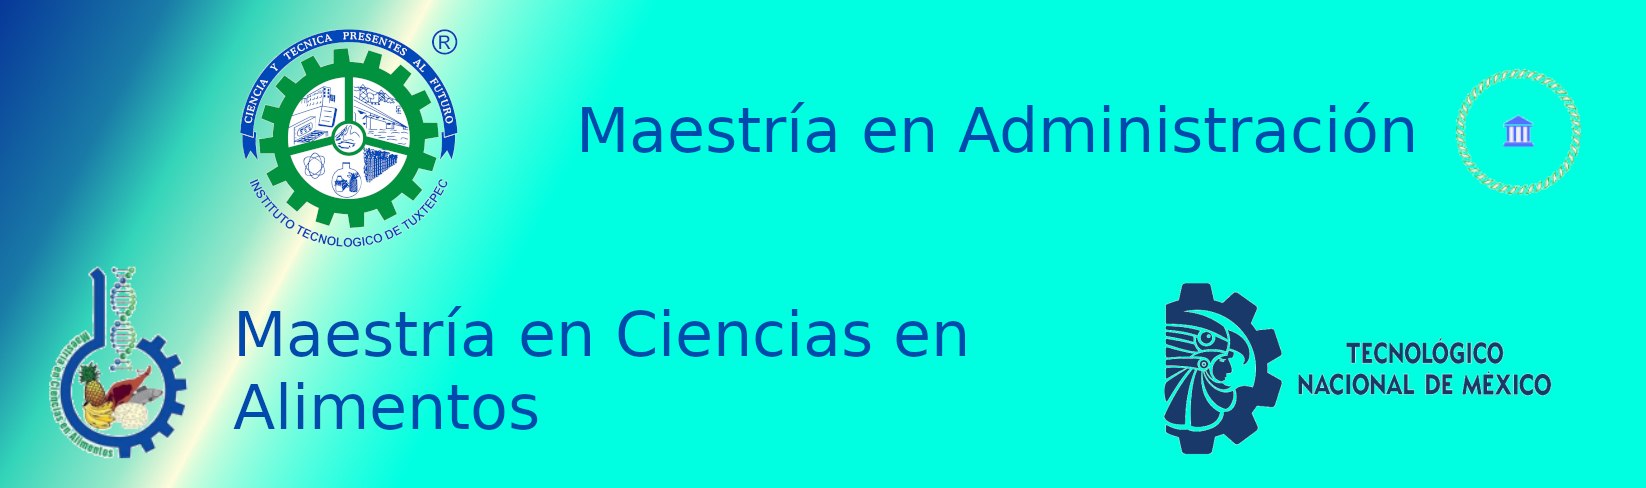 CIENCIA Y TECNICA PRESENTES AL FUTURO
®
INSTITUTO TECNOLOGICO DE TUXTEPEC
Maestría en Administración
Maestría en Ciencias en Alimentos
Maestría en Ciencias en
Alimentos
TECNOLÓGICO
NACIONAL DE MÉXICO